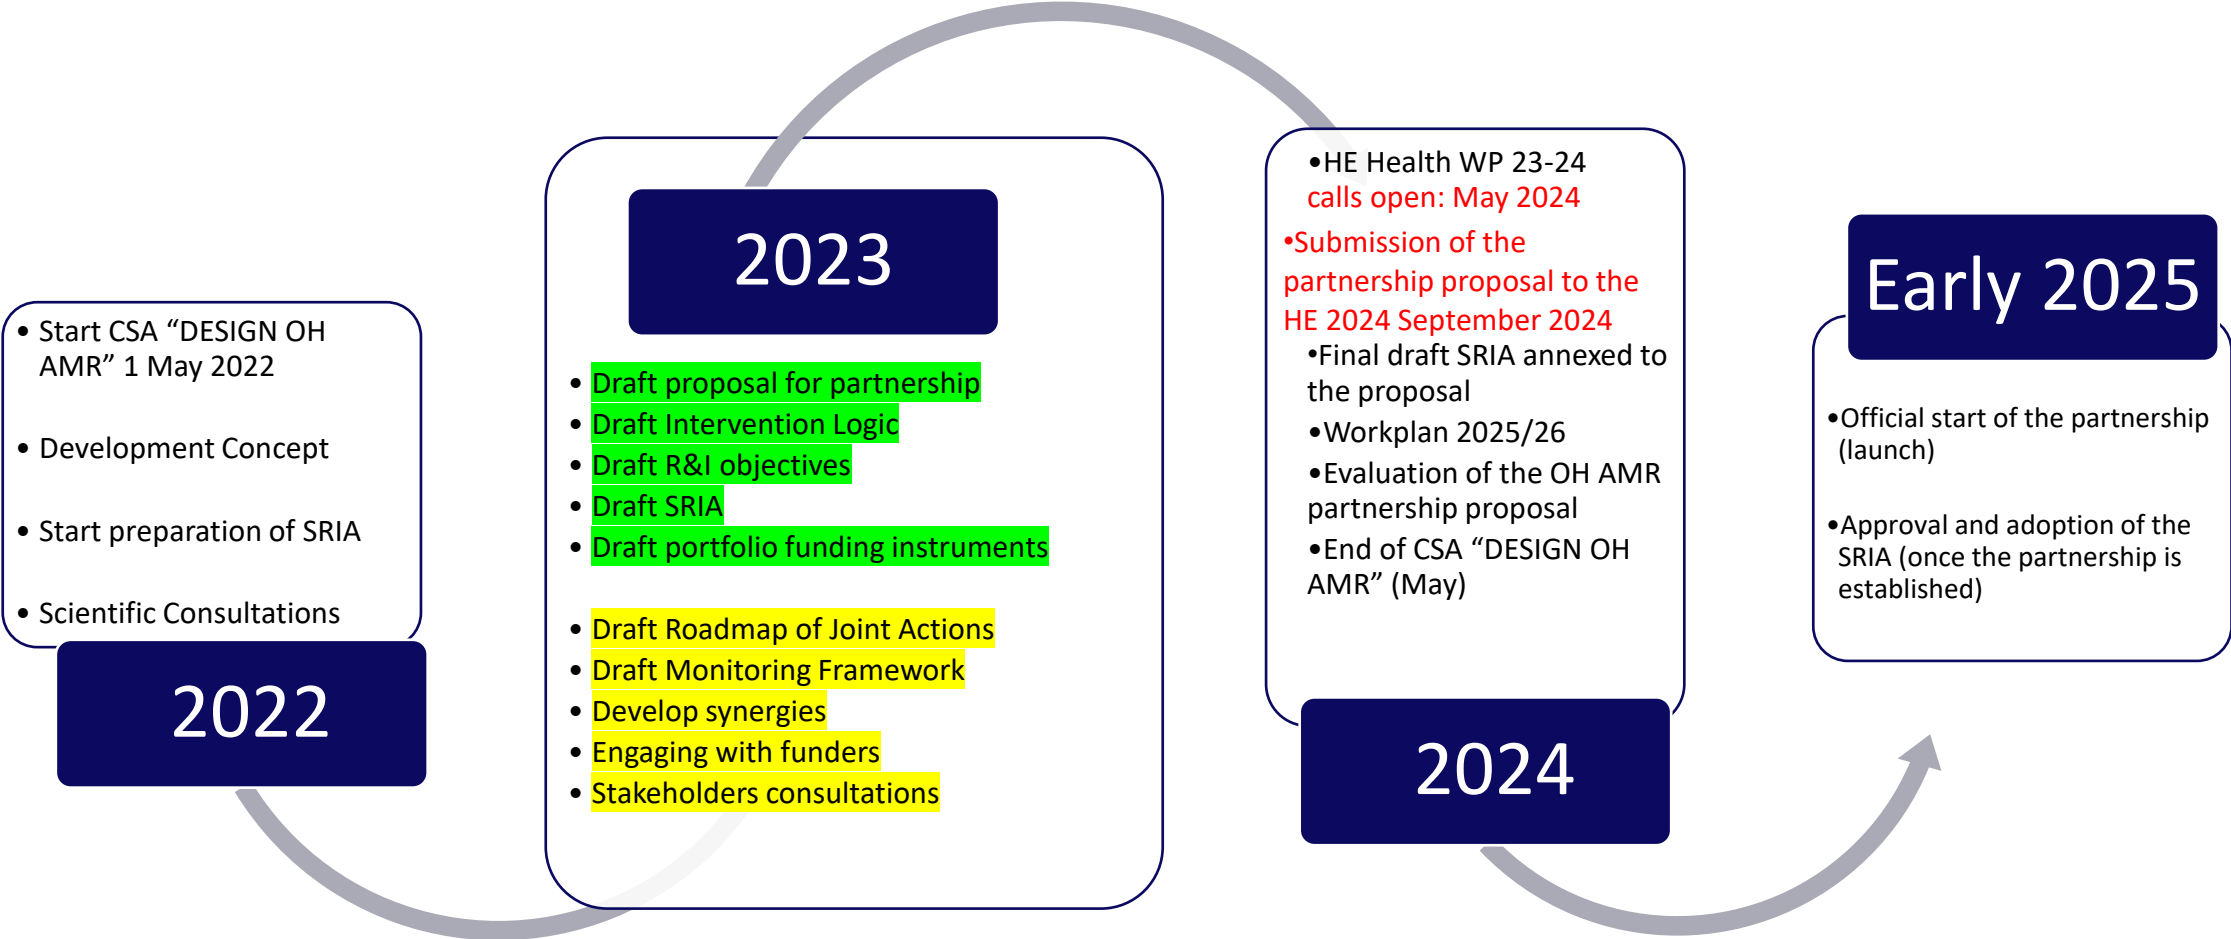 • Start CSA “DESIGN OH
AMR” 1 May 2022
• Development Concept
• Start preparation of SRIA
• Scientific Consultations
2022
2023
• Draft proposal for partnership
• Draft Intervention Logic
• Draft R&I objectives
• Draft SRIA
• Draft portfolio funding instruments
• Draft Roadmap of Joint Actions
• Draft Monitoring Framework
• Develop synergies
• Engaging with funders
• Stakeholders consultations
•HE Health WP 23-24
calls open: May 2024
•Submission of the
partnership proposal to the
HE 2024 September 2024
•Final draft SRIA annexed to
the proposal
•Workplan 2025/26
•Evaluation of the OH AMR
partnership proposal
•End of CSA “DESIGN OH
AMR” (May)
2024
Early 2025
•Official start of the partnership
(launch)
•Approval and adoption of the
SRIA (once the partnership is
established)